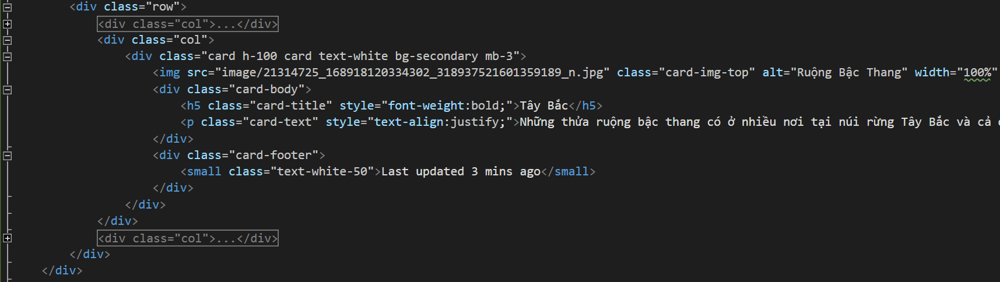 <div class="row">
<div class="col">...</div>
<div class="col">
<div class="card h-100 card text-white bg-secondary mb-3">
<img src="image/21314725_168918120334302_318937521601359189_n.jpg" class="card-img-top" alt="Ruộng Bậc Thang" width="100%"
<div class="card-body">
<h5 class="card-title" style="font-weight:bold;">Tây Bắc</h5>
<p class="card-text" style="text-align:justify;">Những thửa ruộng bậc thang có ở nhiều nơi tại núi rừng Tây Bắc và cả
</div>
<div class="card-footer">
<small class="text-white-50">Last updated 3 mins ago</small>
</div>
</div>
</div>
<div class="col">...</div>
</div>
</div>